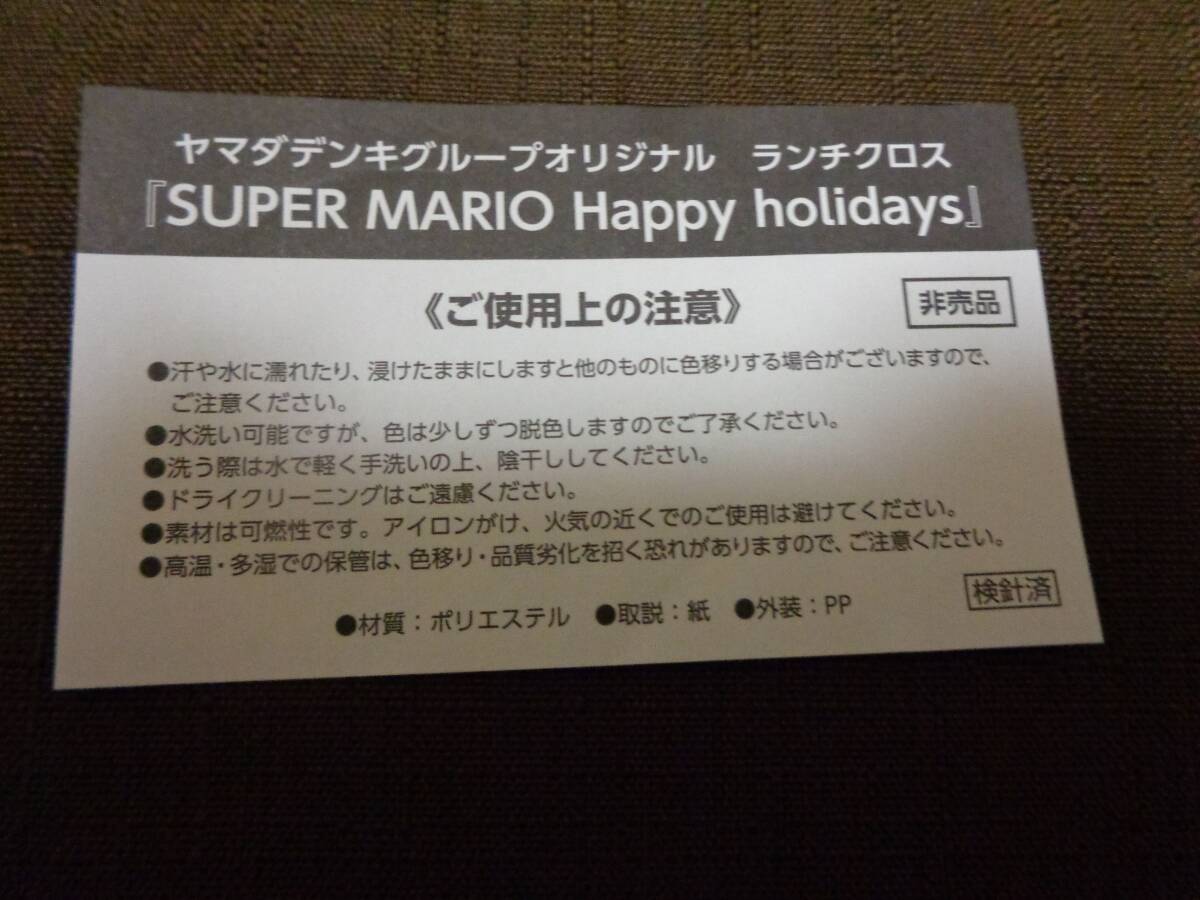 ヤマダデンキグループオリジナル　ランチクロス
『SUPER MARIO Happy holidays』
《ご使用上の注意》
非売品
●汗や水に濡れたり、浸けたままにしますと他のものに色移りする場合がございますので、
ご注意ください。
●水洗い可能ですが、色は少しずつ脱色しますのでご了承ください。
●洗う際は水で軽く手洗いの上、陰干ししてください。
●ドライクリーニングはご遠慮ください。
●素材は可燃性です。アイロンがけ、火気の近くでのご使用は避けてください。
●高温・多湿での保管は、色移り・品質劣化を招く恐れがありますので、ご注意ください。
検針済
●材質：ポリエステル　●取説：紙　●外装：PP